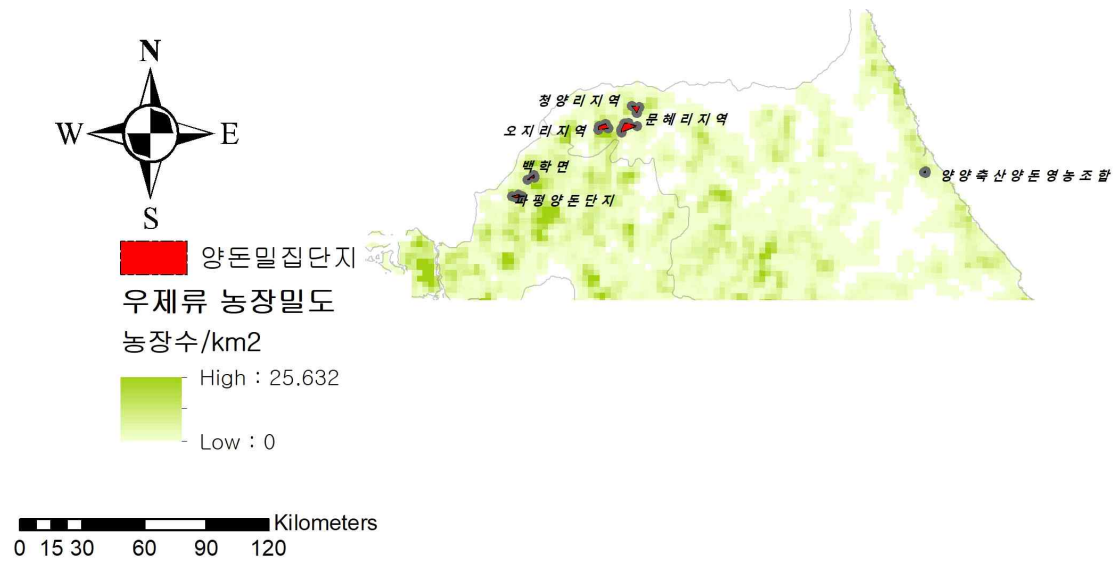 N
W E
S
청양리지역
문혜리지역
오지리지역
백학면
파평양돈단지
양양축산양돈영농조합
양돈밀집단지
우제류 농장밀도
농장수/km2
High : 25.632
Low : 0
Kilometers
0 15 30 60 90 120